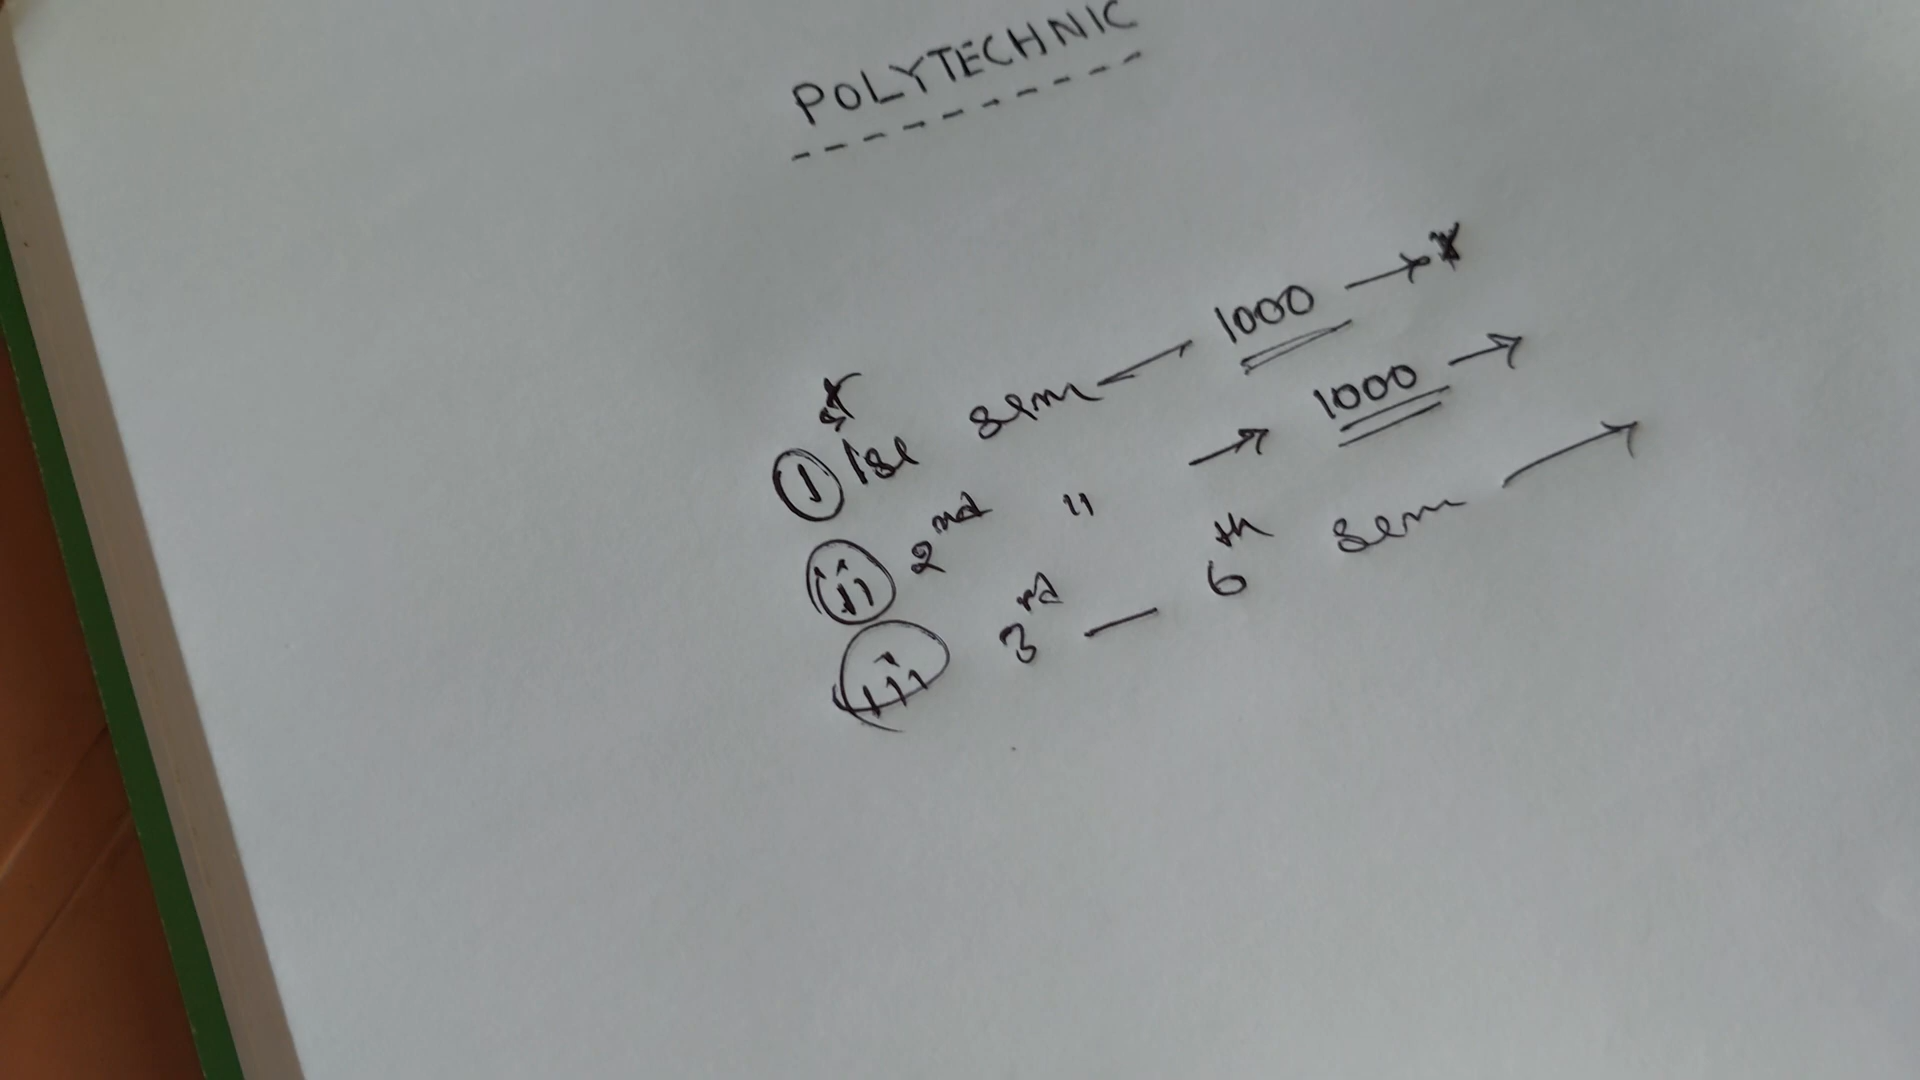 POLYTECHNIC
(i) 1st sem — 1000 →
(ii) 2nd " → 1000 →
(iii) 3rd — 6th sem →